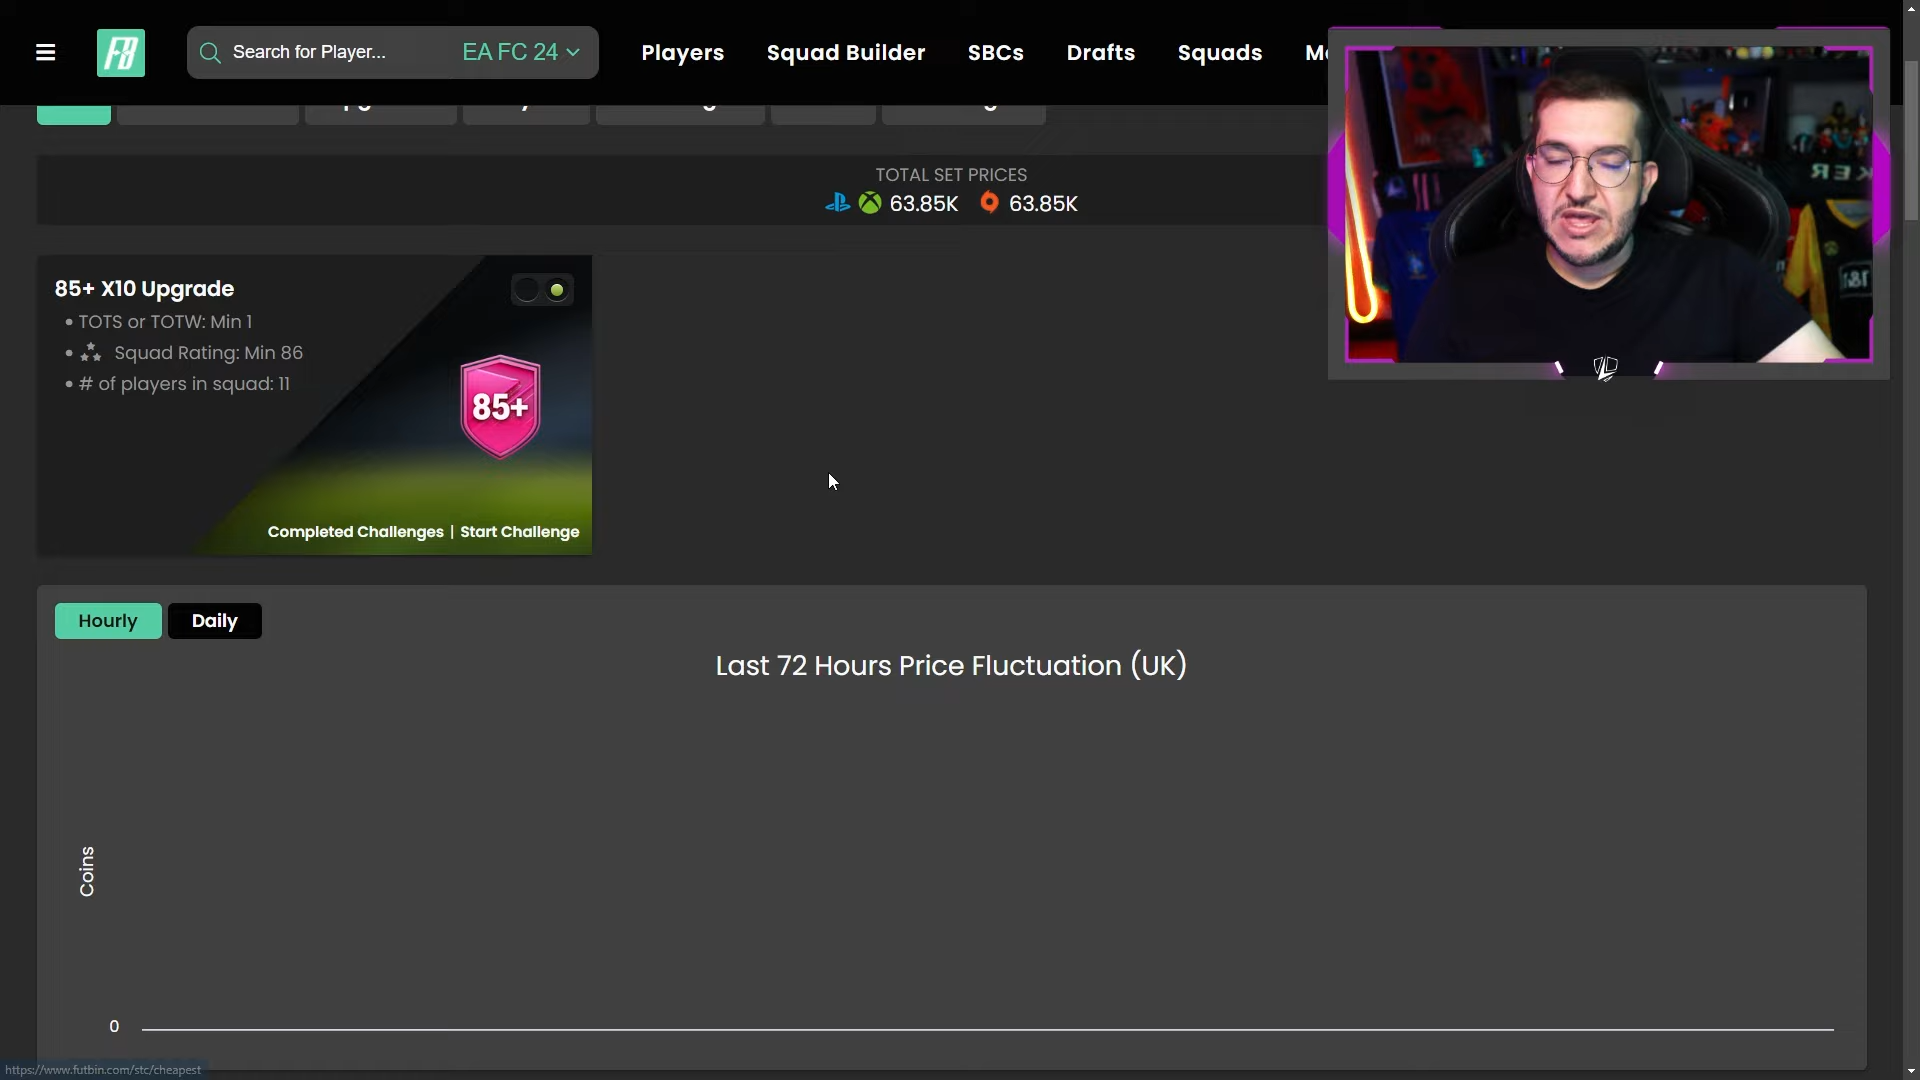 Search for Player... EA FC 24
Players Squad Builder SBCs Drafts Squads
TOTAL SET PRICES
63.85K 63.85K
85+ X10 Upgrade
TOTS or TOTW: Min 1
Squad Rating: Min 86
# of players in squad: 11
85+
Completed Challenges | Start Challenge
Hourly Daily
Last 72 Hours Price Fluctuation (UK)
Coins
0
https://www.futbin.com/stc/cheapest